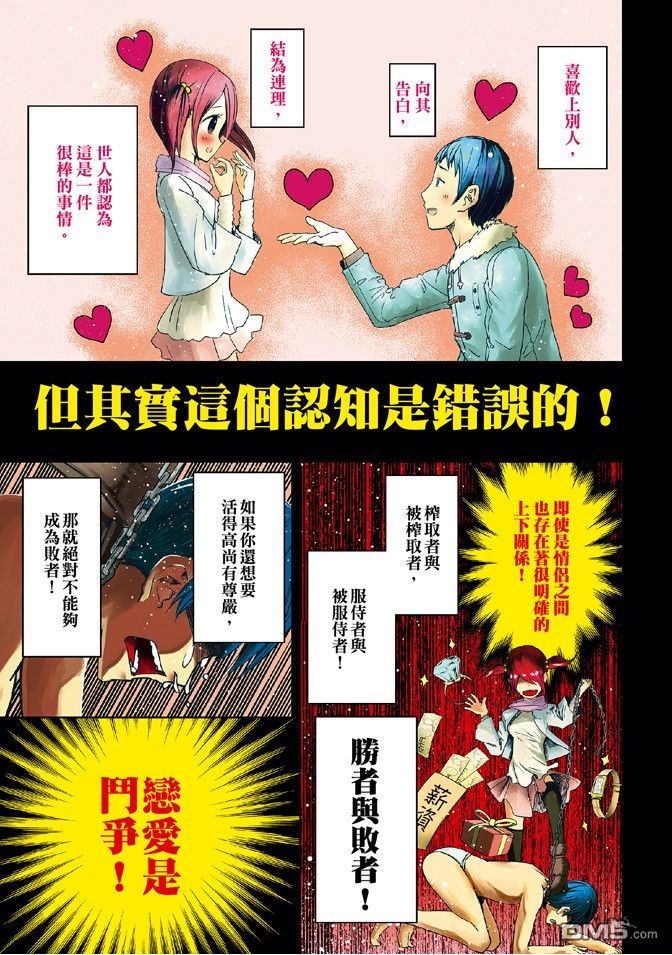 喜歡上別人，
向其
告白，
結為連理，
世人都認為
這是一件
很棒的事情。
但其實這個認知是錯誤的！
即使是情侶之間
也存在著很明確的
上下關係！
榨取者與
被榨取者，
服侍者與
被服侍者！
勝者與敗者！
薪資
如果你還想要
活得高尚有尊嚴，
那就絕對不能夠
成為敗者！
戀愛是
鬥爭！
DM5.com